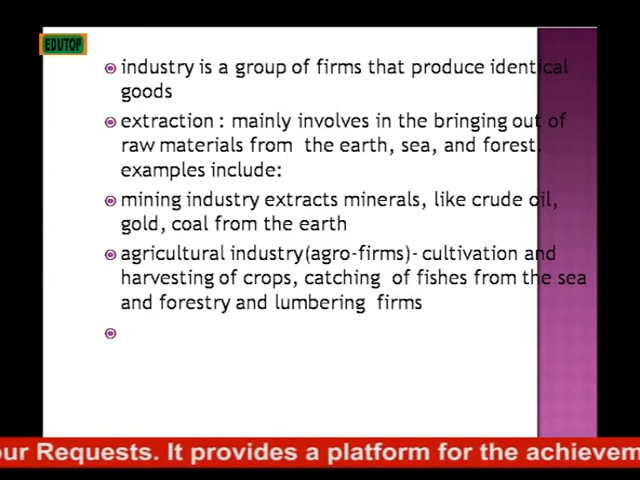 EDUTOP
industry is a group of firms that produce identical
goods
extraction : mainly involves in the bringing out of
raw materials from the earth, sea, and forest.
examples include:
mining industry extracts minerals, like crude oil,
gold, coal from the earth
agricultural industry(agro-firms)- cultivation and
harvesting of crops, catching of fishes from the sea
and forestry and lumbering firms
our Requests. It provides a platform for the achievem